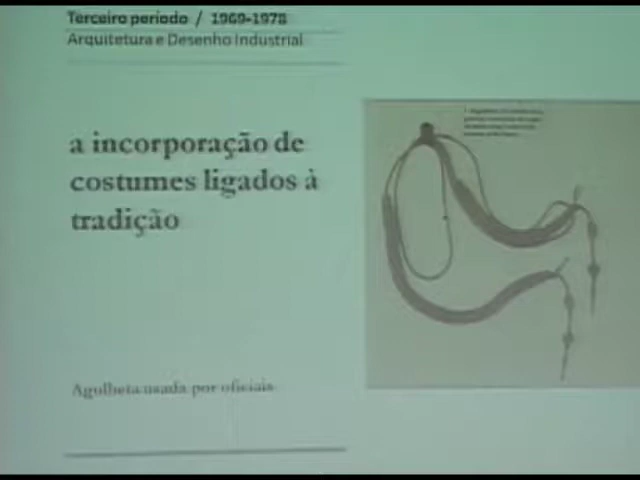 Terceiro período / 1969-1978
Arquitetura e Desenho Industrial
a incorporação de
costumes ligados à
tradição
Agulheta usada por oficiais